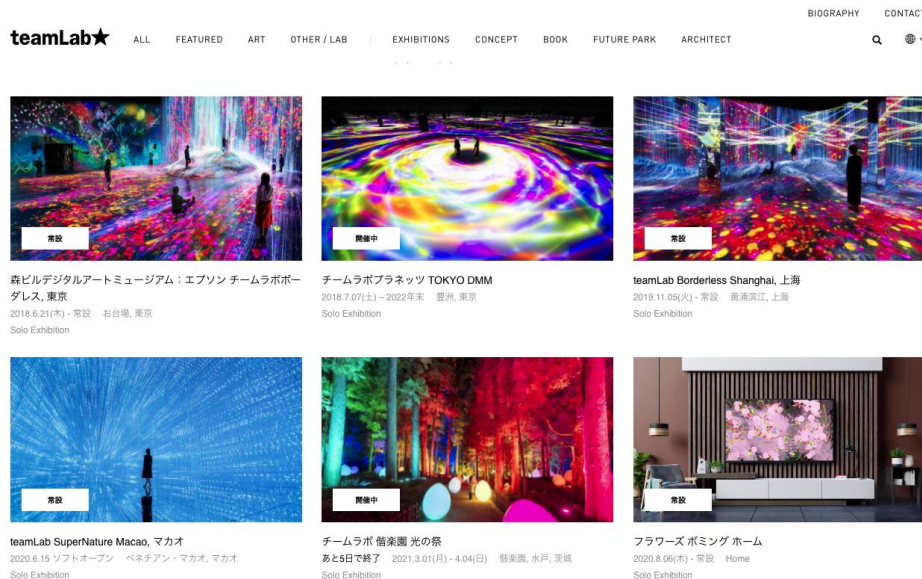 BIOGRAPHY CONTACT
teamLab★ ALL FEATURED ART OTHER / LAB EXHIBITIONS CONCEPT BOOK FUTURE PARK ARCHITECT
常設
森ビルデジタルアートミュージアム：エプソン チームラボボー
ダレス, 東京
2018.6.21(木) - 常設 お台場, 東京
Solo Exhibition
開催中
チームラボプラネッツ TOKYO DMM
2018.7.07(土) – 2022年末 豊洲, 東京
Solo Exhibition
常設
teamLab Borderless Shanghai, 上海
2019.11.05(火) - 常設 黄浦滨江, 上海
Solo Exhibition
常設
teamLab SuperNature Macao, マカオ
2020.6.15 ソフトオープン ベネチアン・マカオ, マカオ
Solo Exhibition
開催中
チームラボ 偕楽園 光の祭
あと5日で終了 2021.3.01(月) - 4.04(日) 偕楽園, 水戸, 茨城
Solo Exhibition
常設
フラワーズ ボミング ホーム
2020.8.06(木) - 常設 Home
Solo Exhibition